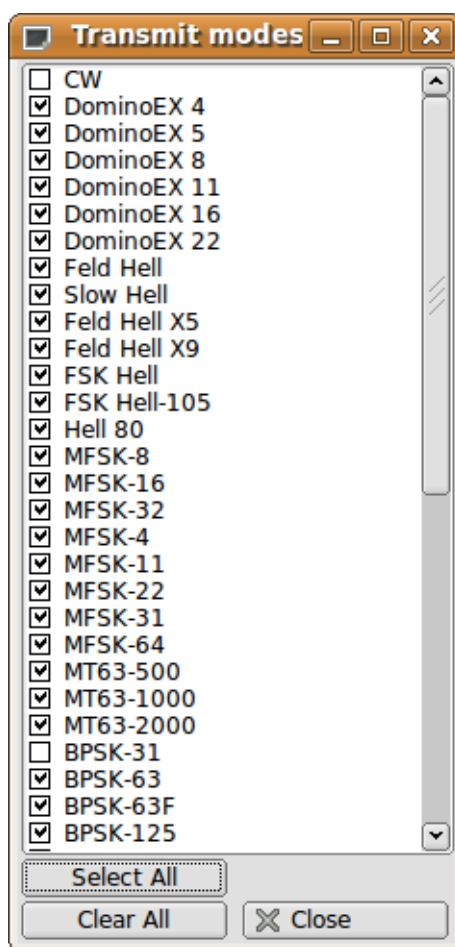 Transmit modes
CW
DominoEX 4
DominoEX 5
DominoEX 8
DominoEX 11
DominoEX 16
DominoEX 22
Feld Hell
Slow Hell
Feld Hell X5
Feld Hell X9
FSK Hell
FSK Hell-105
Hell 80
MFSK-8
MFSK-16
MFSK-32
MFSK-4
MFSK-11
MFSK-22
MFSK-31
MFSK-64
MT63-500
MT63-1000
MT63-2000
BPSK-31
BPSK-63
BPSK-63F
BPSK-125
Select All
Clear All Close